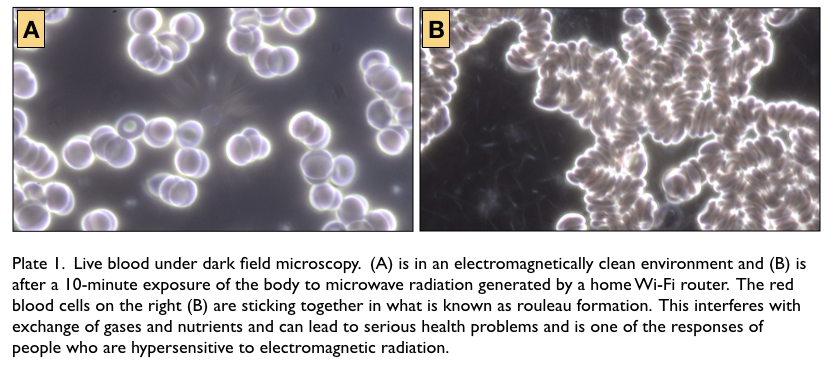 A
B
Plate 1. Live blood under dark field microscopy. (A) is in an electromagnetically clean environment and (B) is
after a 10-minute exposure of the body to microwave radiation generated by a home Wi-Fi router. The red
blood cells on the right (B) are sticking together in what is known as rouleau formation. This interferes with
exchange of gases and nutrients and can lead to serious health problems and is one of the responses of
people who are hypersensitive to electromagnetic radiation.